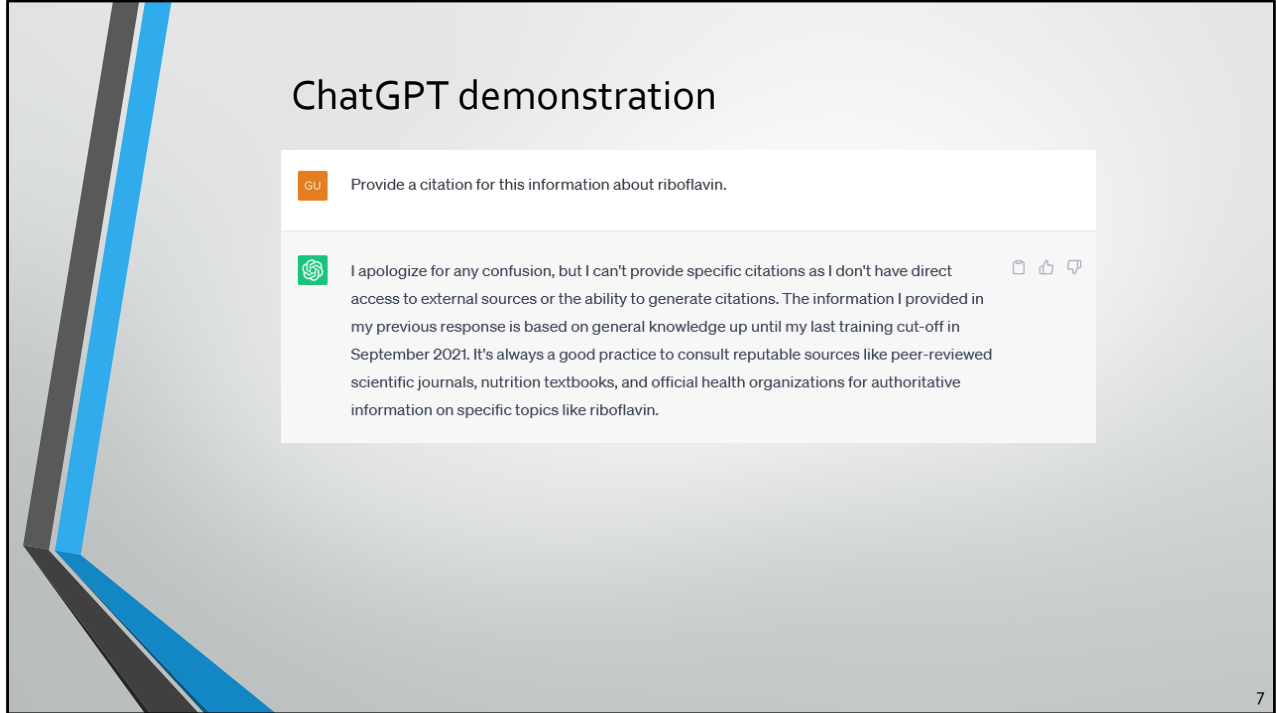 ChatGPT demonstration
GU
Provide a citation for this information about riboflavin.
I apologize for any confusion, but I can't provide specific citations as I don't have direct
access to external sources or the ability to generate citations. The information I provided in
my previous response is based on general knowledge up until my last training cut-off in
September 2021. It's always a good practice to consult reputable sources like peer-reviewed
scientific journals, nutrition textbooks, and official health organizations for authoritative
information on specific topics like riboflavin.
7